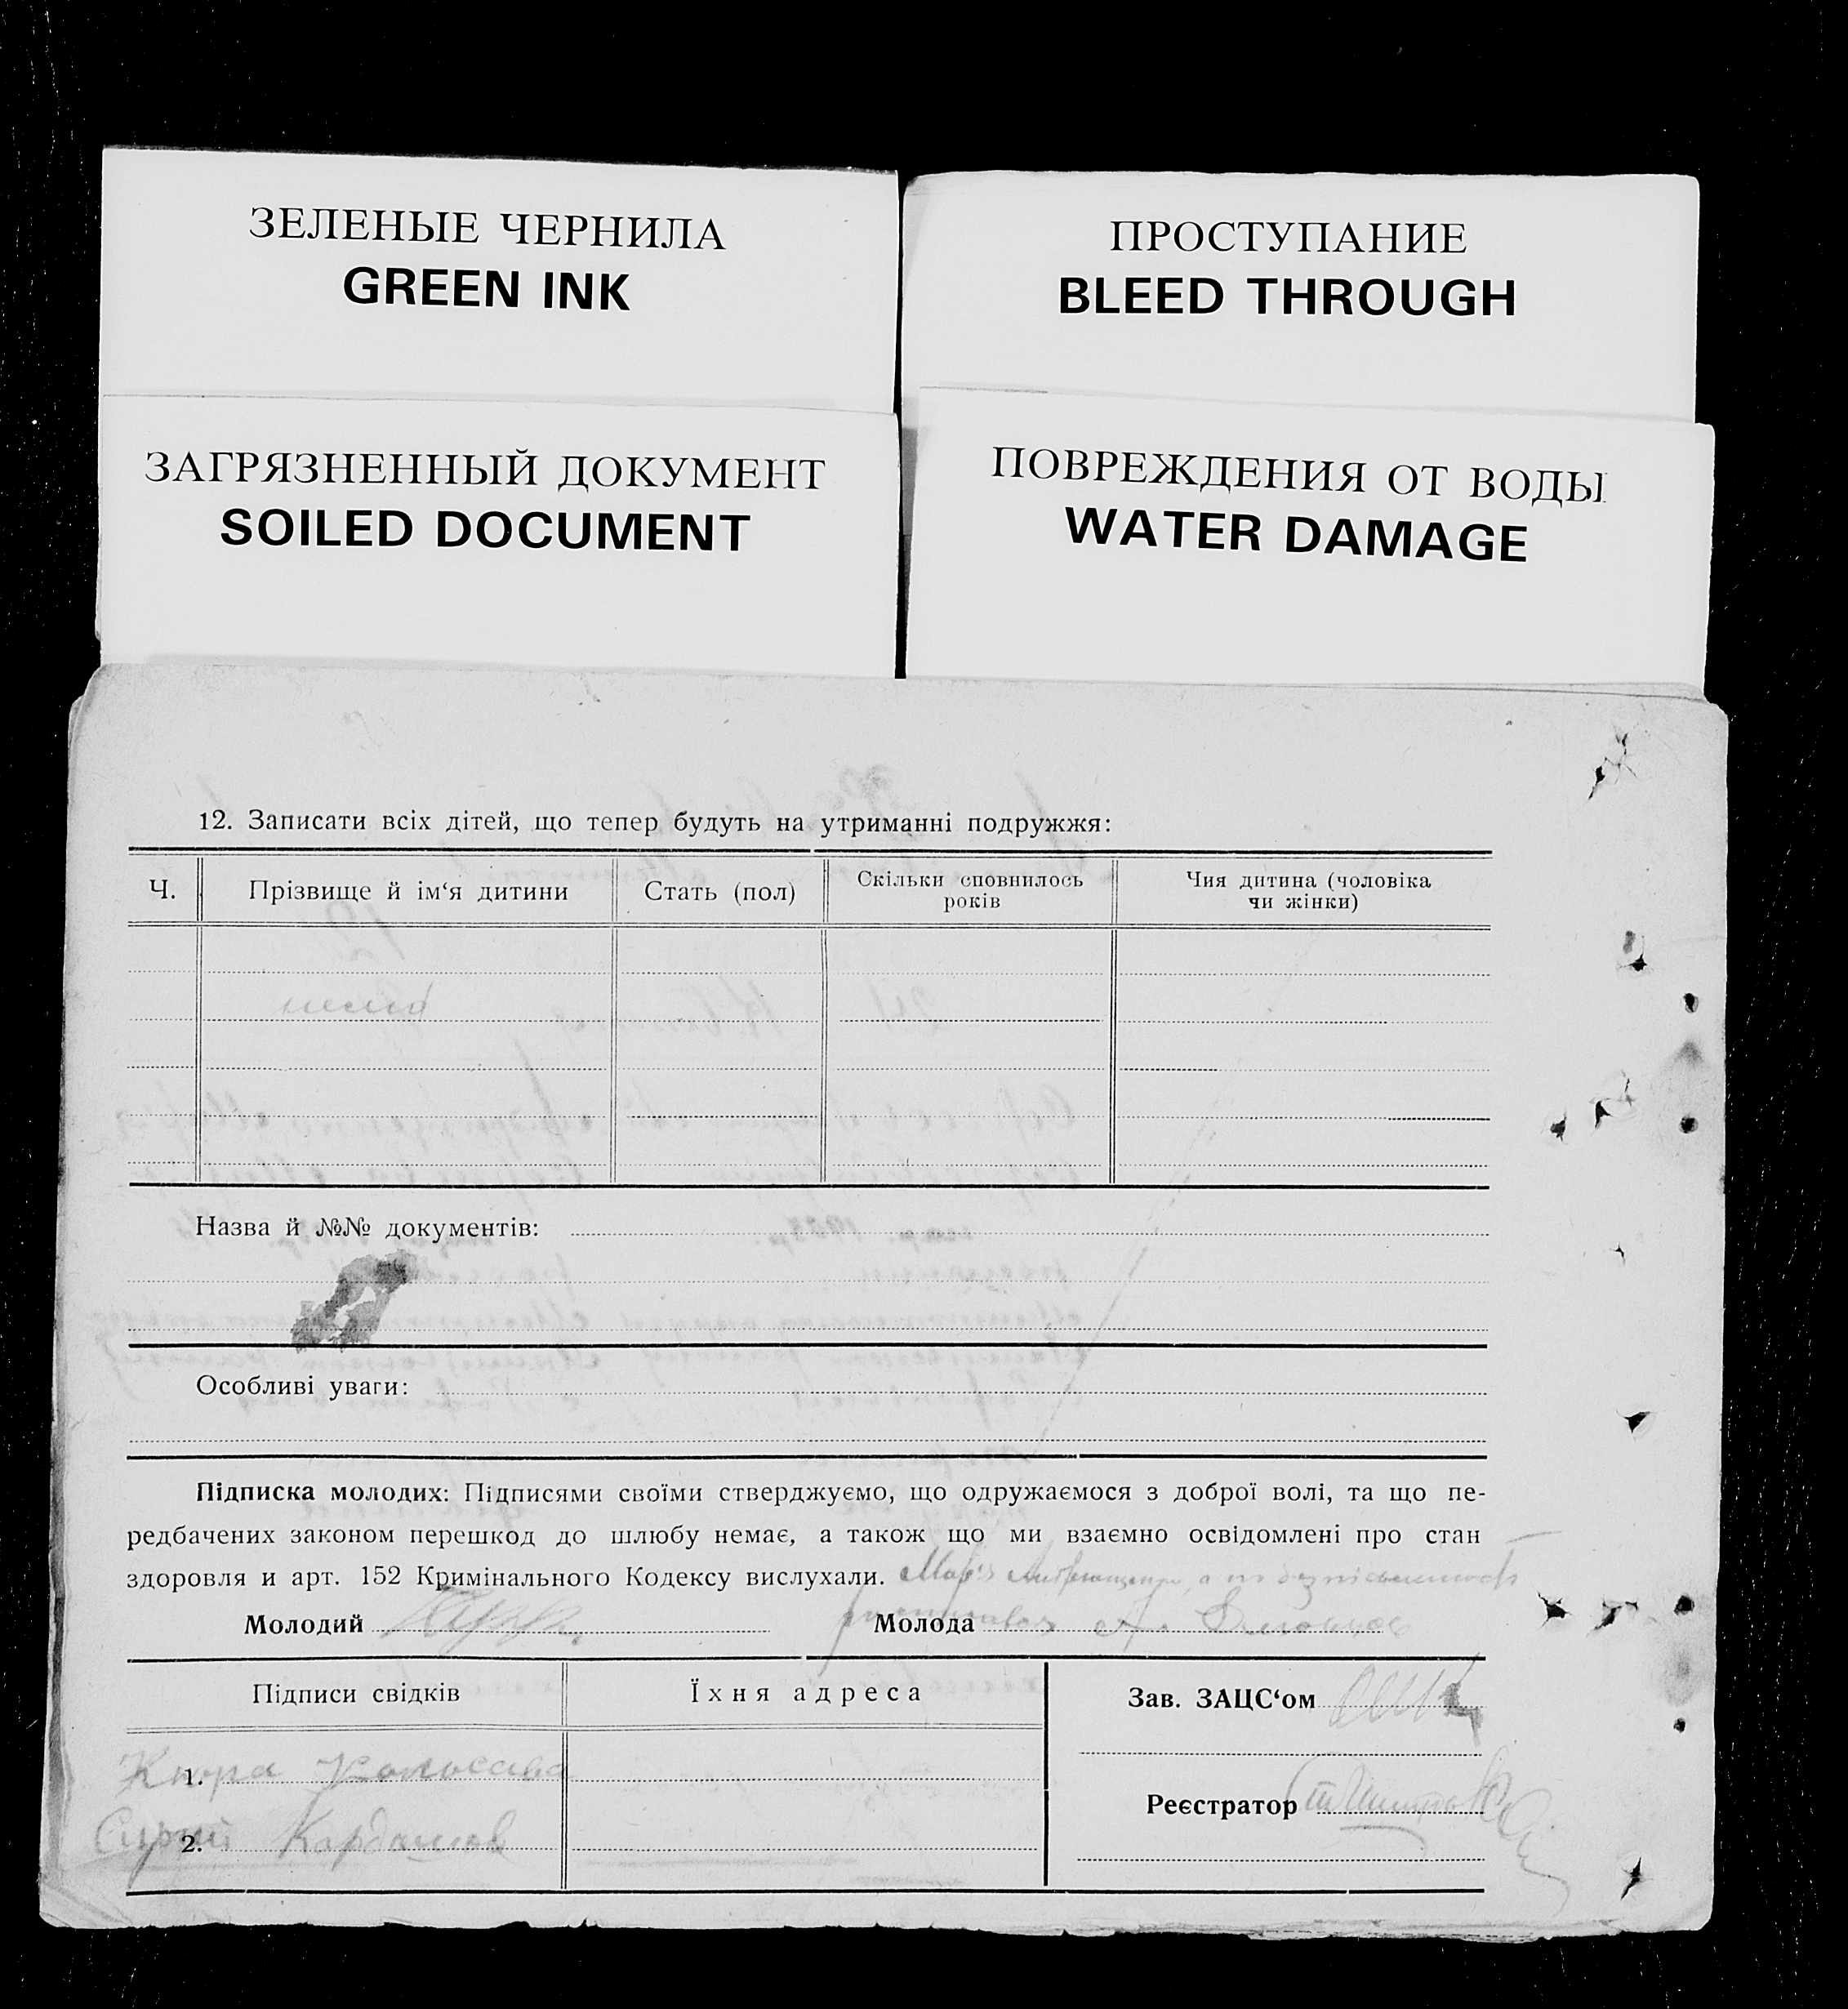 ЗЕЛЕНЫЕ ЧЕРНИЛА
GREEN INK
ПРОСТУПАНИЕ
BLEED THROUGH
ЗАГРЯЗНЕННЫЙ ДОКУМЕНТ
SOILED DOCUMENT
ПОВРЕЖДЕНИЯ ОТ ВОДЫ
WATER DAMAGE
12. Записати всіх дітей, що тепер будуть на утриманні подружжя:
Ч.
Прізвище й ім‘я дитини
Стать (пол)
Скільки сповнилось
років
Чия дитина (чоловіка
чи жінки)
Назва й №№ документів:
Особливі уваги:
Підписка молодих: Підписями своїми стверджуємо, що одружаємося з доброї волі, та що пе-
редбачених законом перешкод до шлюбу немає, а також що ми взаємно освідомлені про стан
здоровля и арт. 152 Кримінального Кодексу вислухали.
Молодий
Молода
Підписи свідків
Їхня адреса
Зав. ЗАЦС‘ом
1.
Реєстратор
2. Кардашов